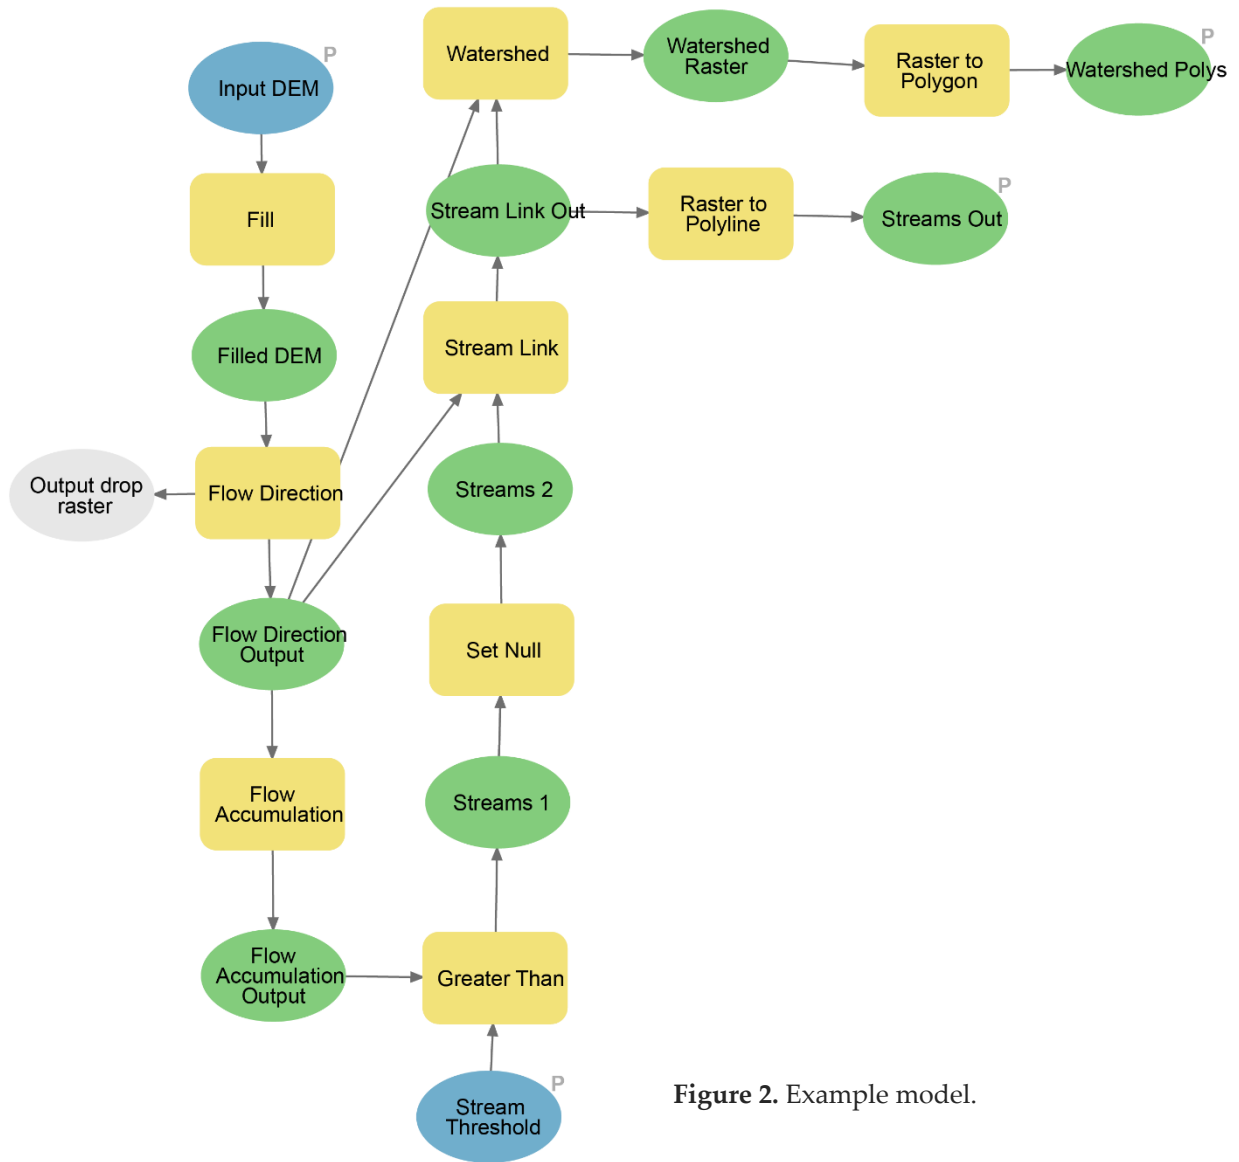 Input DEM
P
Fill
Filled DEM
Flow Direction
Output drop
raster
Flow Direction
Output
Flow
Accumulation
Flow
Accumulation
Output
Watershed
Watershed
Raster
Raster to
Polygon
Watershed Polys
P
Stream Link Out
Raster to
Polyline
Streams Out
P
Stream Link
Streams 2
Set Null
Streams 1
Greater Than
Stream
Threshold
P
Figure 2. Example model.